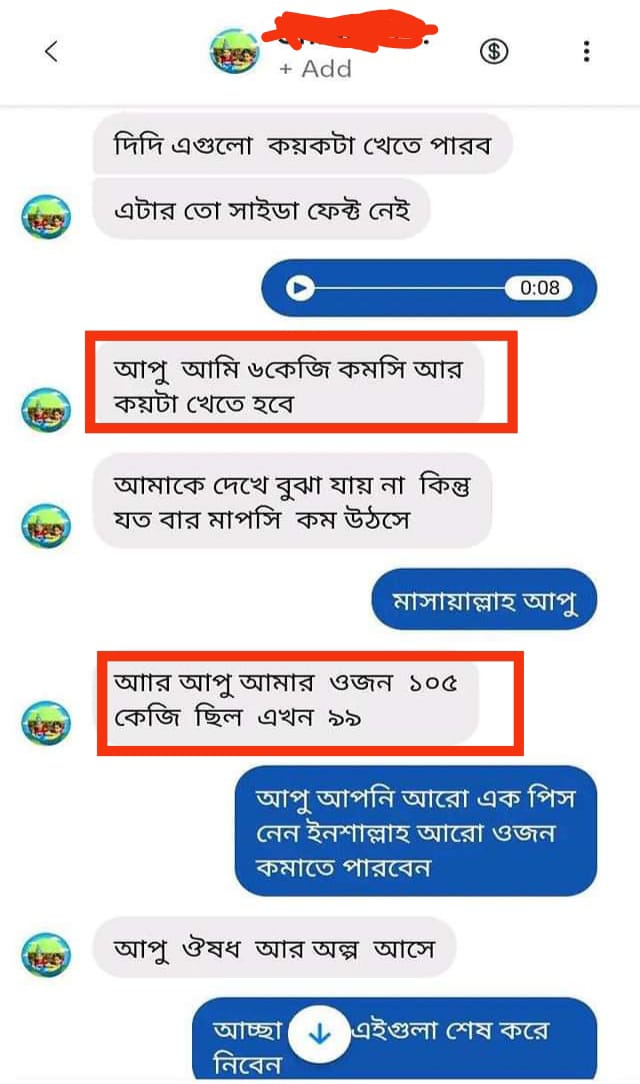 + Add
দিদি এগুলো কয়কটা খেতে পারব
এটার তো সাইডা ফেক্ট নেই
0:08
আপু আমি ৬কেজি কমসি আর
কয়টা খেতে হবে
আমাকে দেখে বুঝা যায় না কিন্তু
যত বার মাপসি কম উঠসে
মাসায়াল্লাহ আপু
আার আপু আমার ওজন ১০৫
কেজি ছিল এখন ৯৯
আপু আপনি আরো এক পিস
নেন ইনশাল্লাহ আরো ওজন
কমাতে পারবেন
আপু ঔষধ আর অল্প আসে
আচ্ছা এইগুলা শেষ করে
নিবেন